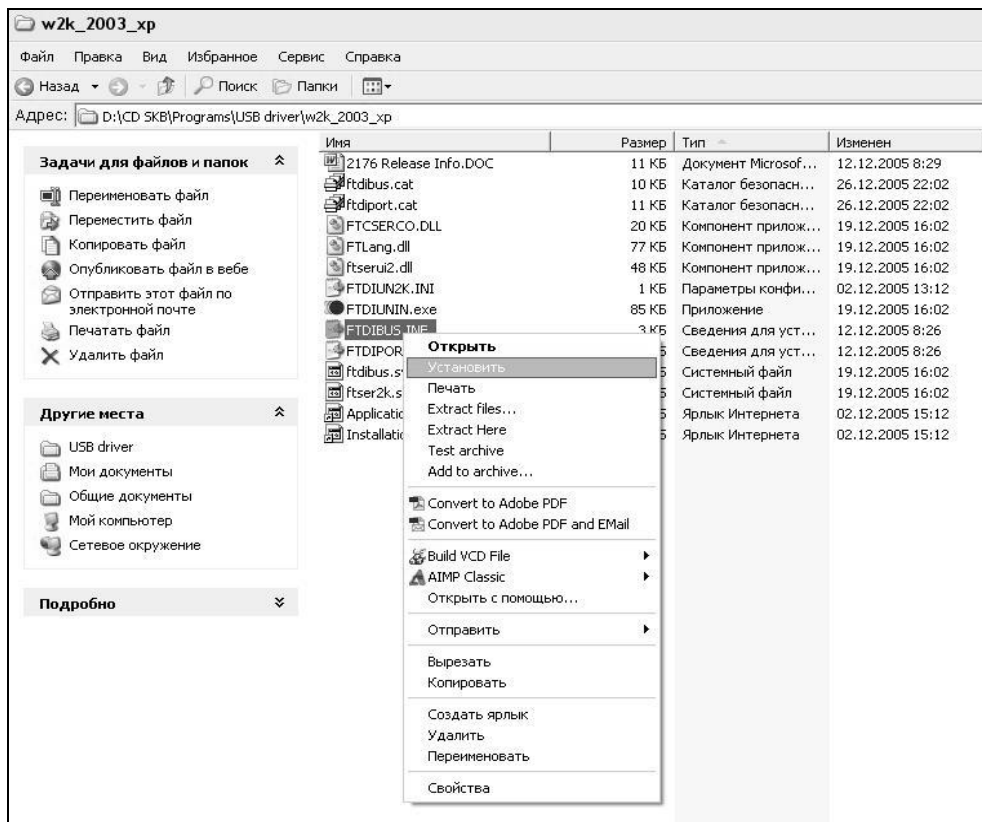 w2k_2003_xp
Файл Правка Вид Избранное Сервис Справка
Назад Поиск Папки
Адрес: D:\CD SKB\Programs\USB driver\w2k_2003_xp
Задачи для файлов и папок
Переименовать файл
Переместить файл
Копировать файл
Опубликовать файл в вебе
Отправить этот файл по
электронной почте
Печатать файл
Удалить файл
Другие места
USB driver
Мои документы
Общие документы
Мой компьютер
Сетевое окружение
Подробно
Имя Размер Тип Изменен
2176 Release Info.DOC 11 КБ Документ Microsof... 12.12.2005 8:29
ftdibus.cat 10 КБ Каталог безопасн... 26.12.2005 22:02
ftdiport.cat 11 КБ Каталог безопасн... 26.12.2005 22:02
FTCSERCO.DLL 20 КБ Компонент прилож... 19.12.2005 16:02
FTLang.dll 77 КБ Компонент прилож... 19.12.2005 16:02
ftserui2.dll 48 КБ Компонент прилож... 19.12.2005 16:02
FTDIUN2K.INI 1 КБ Параметры конфи... 02.12.2005 13:12
FTDIUNIN.exe 85 КБ Приложение 19.12.2005 16:02
FTDIBUS.INF 3 КБ Сведения для уст... 12.12.2005 8:26
FTDIPOR Б Сведения для уст... 12.12.2005 8:26
ftdibus.s Б Системный файл 19.12.2005 16:02
ftser2k.s Б Системный файл 19.12.2005 16:02
Applicatio Б Ярлык Интернета 02.12.2005 15:12
Installatio Б Ярлык Интернета 02.12.2005 15:12
Открыть
Установить
Печать
Extract files...
Extract Here
Test archive
Add to archive...
Convert to Adobe PDF
Convert to Adobe PDF and EMail
Build VCD File
AIMP Classic
Открыть с помощью...
Отправить
Вырезать
Копировать
Создать ярлык
Удалить
Переименовать
Свойства